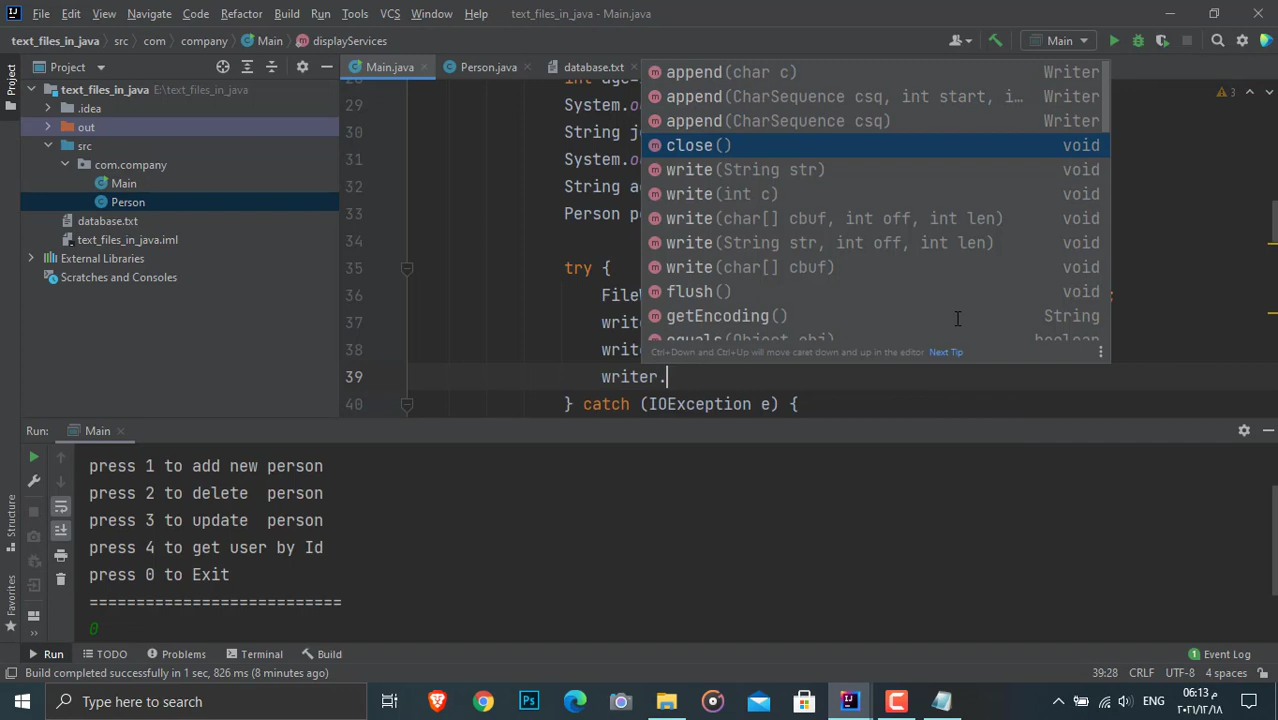 File Edit View Navigate Code Refactor Build Run Tools VCS Window Help text_files_in_java - Main.java
text_files_in_java src com company Main displayServices Main
Project
Main.java Person.java database.txt
text_files_in_java E:\text_files_in_java
.idea
out
src
com.company
Main
Person
database.txt
text_files_in_java.iml
External Libraries
Scratches and Consoles
Project
Structure
Favorites
3
29 System.o
30 String j
31 System.o
32 String a
33 Person p
34
35 try {
36 File
37 write
38 write
39 writer.
40 } catch (IOException e) {
append(char c) Writer
append(CharSequence csq, int start, i… Writer
append(CharSequence csq) Writer
close() void
write(String str) void
write(int c) void
write(char[] cbuf, int off, int len) void
write(String str, int off, int len) void
write(char[] cbuf) void
flush() void
getEncoding() String
equals(Object obj) boolean
Ctrl+Down and Ctrl+Up will move caret down and up in the editor Next Tip
Run: Main
press 1 to add new person
press 2 to delete  person
press 3 to update  person
press 4 to get user by Id
press 0 to Exit
===========================
0
Run TODO Problems Terminal Build 1 Event Log
Build completed successfully in 1 sec, 826 ms (8 minutes ago) 39:28 CRLF UTF-8 4 spaces
Type here to search
ENG
06:13 م